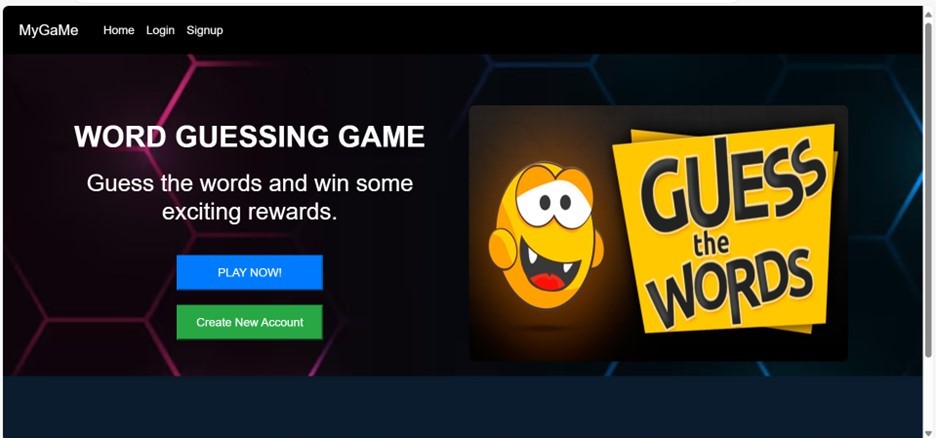 MyGaMe Home Login Signup
WORD GUESSING GAME
Guess the words and win some
exciting rewards.
PLAY NOW!
Create New Account
GUESS
the
WORDS